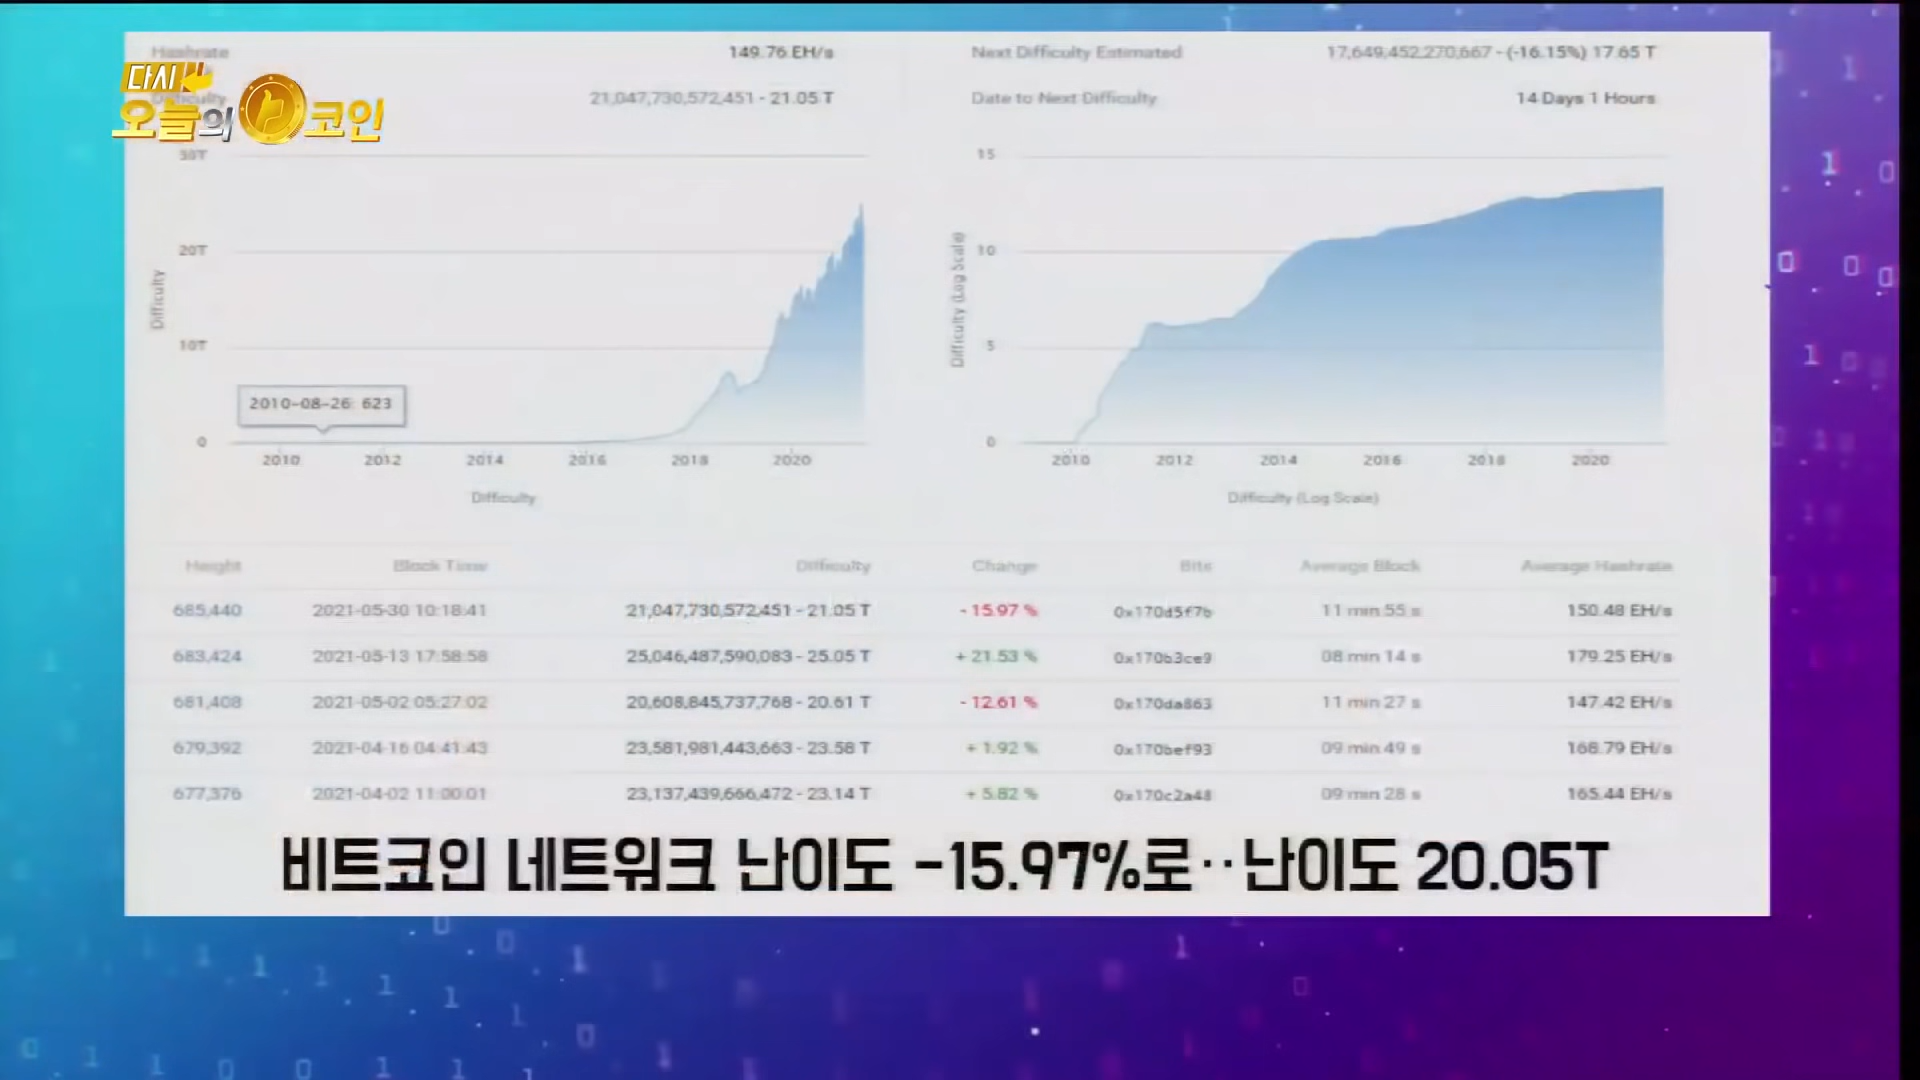 Hashrate 149.76 EH/s Next Difficulty Estimated 17,649,452,270,667 - (-16.15%) 17.65 T
다시
Difficulty 21,047,730,572,451 - 21.05 T Date to Next Difficulty 14 Days 1 Hours
오늘의 코인
30T
20T
10T
0
Difficulty
2010-08-26: 623
2010 2012 2014 2016 2018 2020
Difficulty
15
10
5
0
Difficulty (Log Scale)
2010 2012 2014 2016 2018 2020
Difficulty (Log Scale)
Height Block Time Difficulty Change Bits Average Block Average Hashrate
685,440 2021-05-30 10:18:41 21,047,730,572,451 - 21.05 T - 15.97 % 0x170d5f7b 11 min 55 s 150.48 EH/s
683,424 2021-05-13 17:58:58 25,046,487,590,083 - 25.05 T + 21.53 % 0x170b3ce9 08 min 14 s 179.25 EH/s
681,408 2021-05-02 05:27:02 20,608,845,737,768 - 20.61 T - 12.61 % 0x170da863 11 min 27 s 147.42 EH/s
679,392 2021-04-16 04:41:43 23,581,981,443,663 - 23.58 T + 1.92 % 0x170bef93 09 min 49 s 168.79 EH/s
677,376 2021-04-02 11:00:01 23,137,439,666,472 - 23.14 T + 5.82 % 0x170c2a48 09 min 28 s 165.44 EH/s
비트코인 네트워크 난이도 -15.97%로··난이도 20.05T